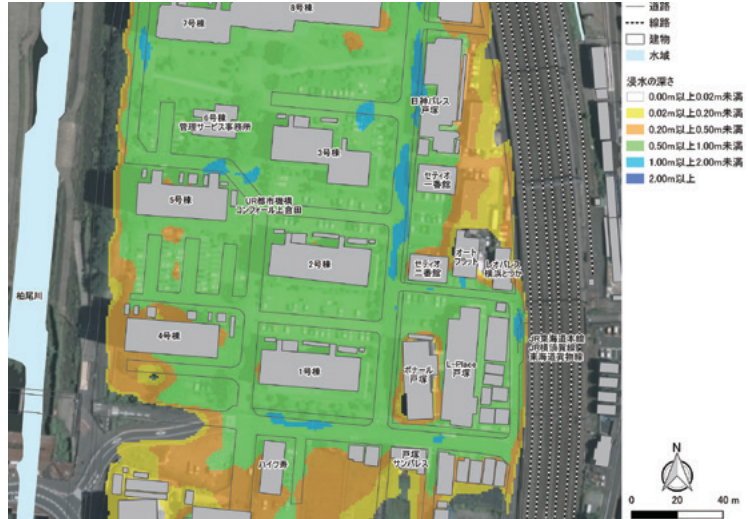 8号棟
7号棟
日神パレス
戸塚
6号棟
管理サービス事務所
3号棟
セティオ
一番館
5号棟
UR都市機構
コンフォール上倉田
2号棟
セティオ
二番館
オート
フラット
レオパレス
横浜とつか
柏尾川
4号棟
1号棟
ボナール
戸塚
L-Place
戸塚
JR東海道本線
JR横須賀線
東海道貨物線
ハイツ寿
戸塚
サンパレス
道路
線路
建物
水域
浸水の深さ
0.00m以上0.02m未満
0.02m以上0.20m未満
0.20m以上0.50m未満
0.50m以上1.00m未満
1.00m以上2.00m未満
2.00m以上
N
0 20 40 m